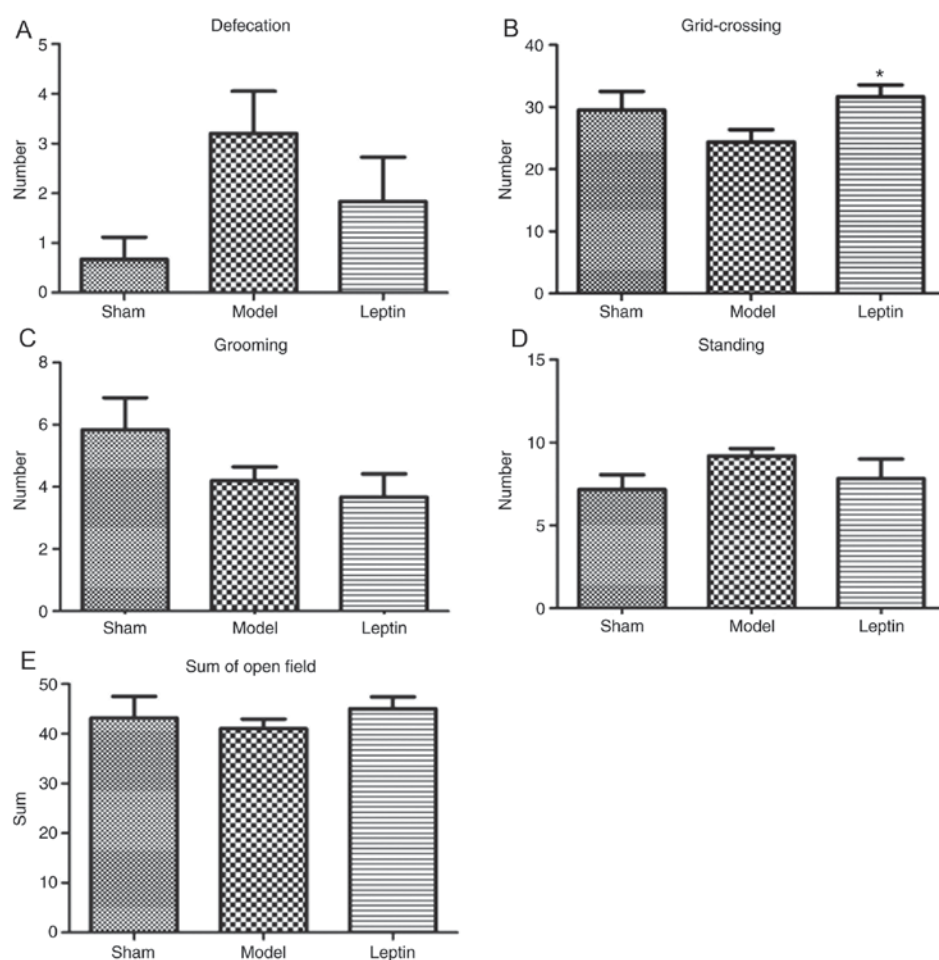 A
Defecation
5
4
3
2
1
0
Number
Sham Model Leptin
B
Grid-crossing
40
30
20
10
0
Number
*
Sham Model Leptin
C
Grooming
8
6
4
2
0
Number
Sham Model Leptin
D
Standing
15
10
5
0
Number
Sham Model Leptin
E
Sum of open field
50
40
30
20
10
0
Sum
Sham Model Leptin